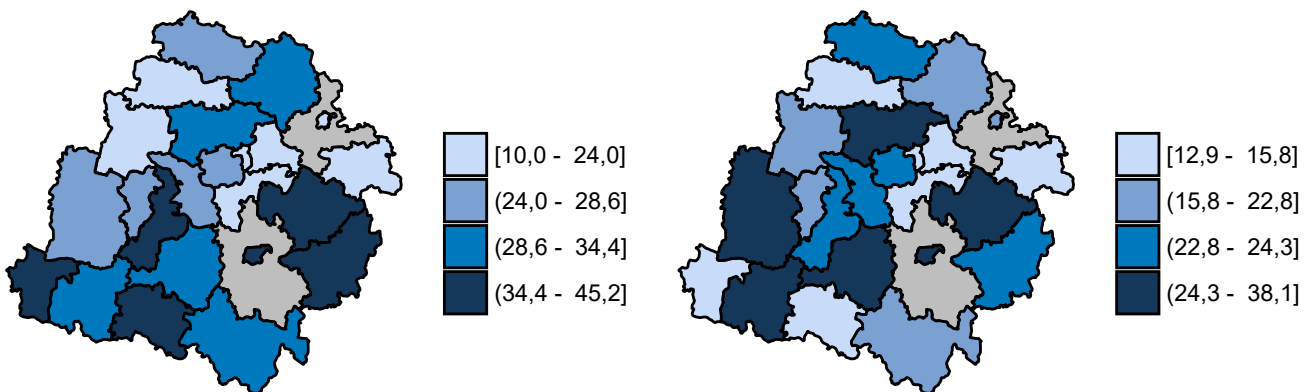 [10,0 - 24,0]
(24,0 - 28,6]
(28,6 - 34,4]
(34,4 - 45,2]
[12,9 - 15,8]
(15,8 - 22,8]
(22,8 - 24,3]
(24,3 - 38,1]